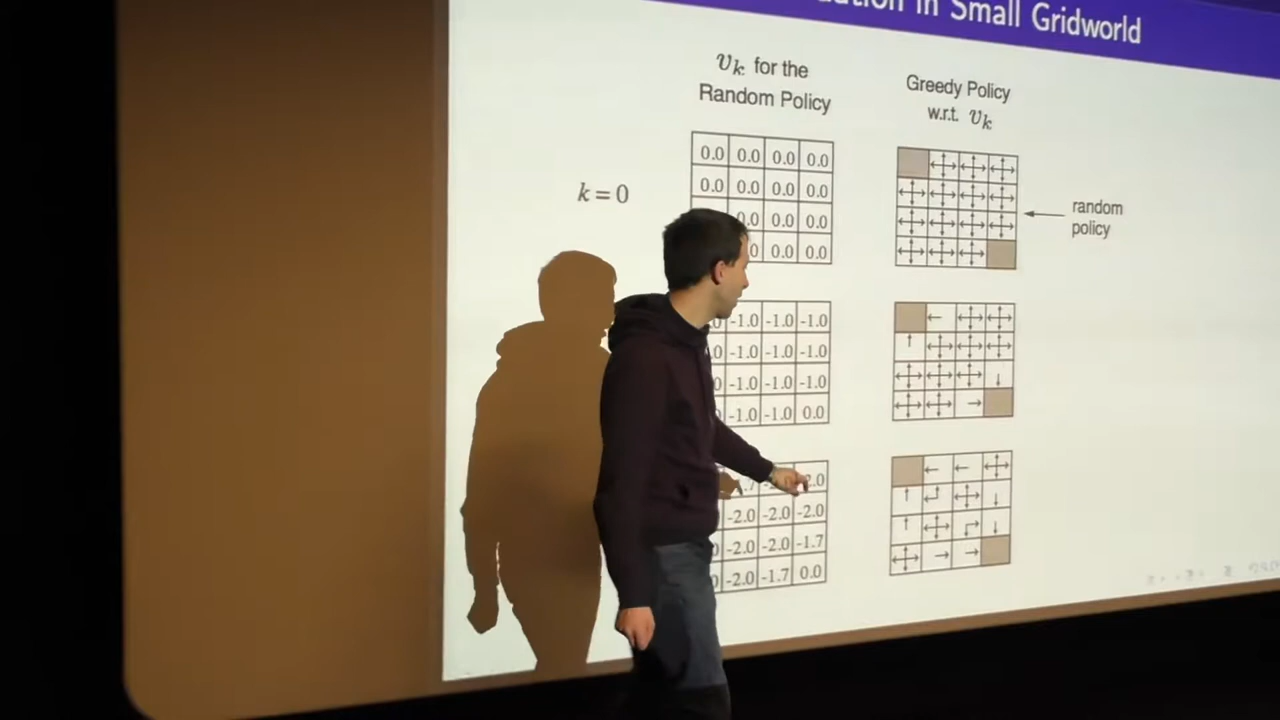 in Small Gridworld
v_k for the
Random Policy
Greedy Policy
w.r.t. v_k
0.0 0.0 0.0 0.0
0.0 0.0 0.0 0.0
0.0 0.0 0.0
0.0 0.0
k = 0
random
policy
-1.0 -1.0 -1.0
-1.0 -1.0 -1.0
-1.0 -1.0 -1.0
-1.0 -1.0 0.0
-2.0 -2.0 -2.0
-2.0 -2.0 -1.7
-2.0 -1.7 0.0